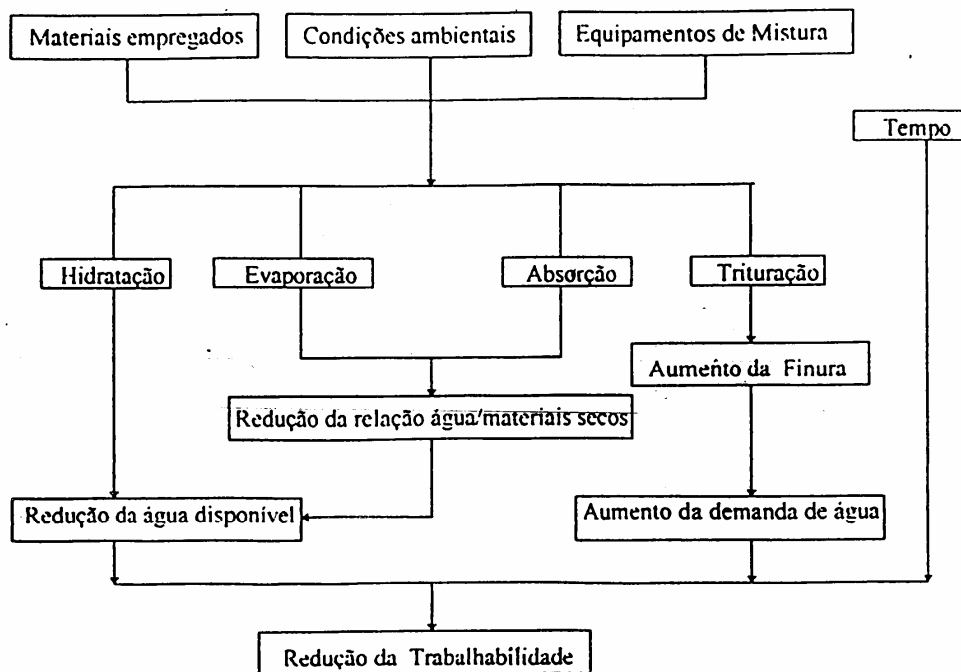 Materiais empregados
Condições ambientais
Equipamentos de Mistura
Tempo
Hidratação
Evaporação
Absorção
Trituração
Aumento da Finura
Redução da relação água/materiais secos
Redução da água disponível
Aumento da demanda de água
Redução da Trabalhabilidade